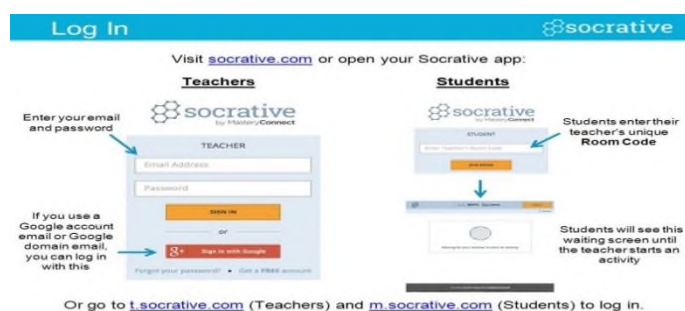 Log In
socrative
Visit socrative.com or open your Socrative app:
Teachers
Enter your email
and password
socrative
by MasteryConnect
TEACHER
Email Address
Password
SIGN IN
or
If you use a
Google account
email or Google
domain email,
you can log in
with this
g+ Sign in with Google
Forgot your password? • Get a FREE account
Students
socrative
by MasteryConnect
STUDENT
Enter Teacher's Room Code
JOIN ROOM
Students enter their
teacher's unique
Room Code
Students will see this
waiting screen until
the teacher starts an
activity
Or go to t.socrative.com (Teachers) and m.socrative.com (Students) to log in.